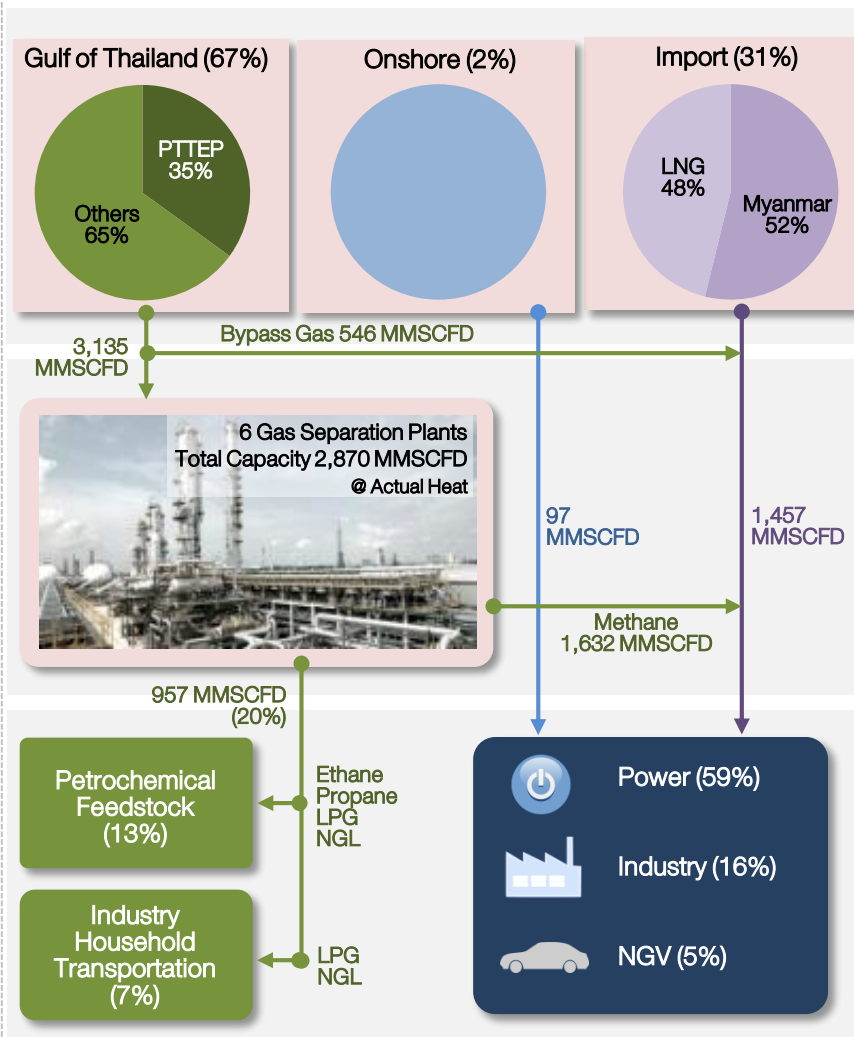 Gulf of Thailand (67%)
Onshore (2%)
Import (31%)
PTTEP
35%
Others
65%
LNG
48%
Myanmar
52%
3,135
MMSCFD
Bypass Gas 546 MMSCFD
6 Gas Separation Plants
Total Capacity 2,870 MMSCFD
@ Actual Heat
97
MMSCFD
1,457
MMSCFD
Methane
1,632 MMSCFD
957 MMSCFD
(20%)
Petrochemical
Feedstock
(13%)
Ethane
Propane
LPG
NGL
Industry
Household
Transportation
(7%)
LPG
NGL
Power (59%)
Industry (16%)
NGV (5%)